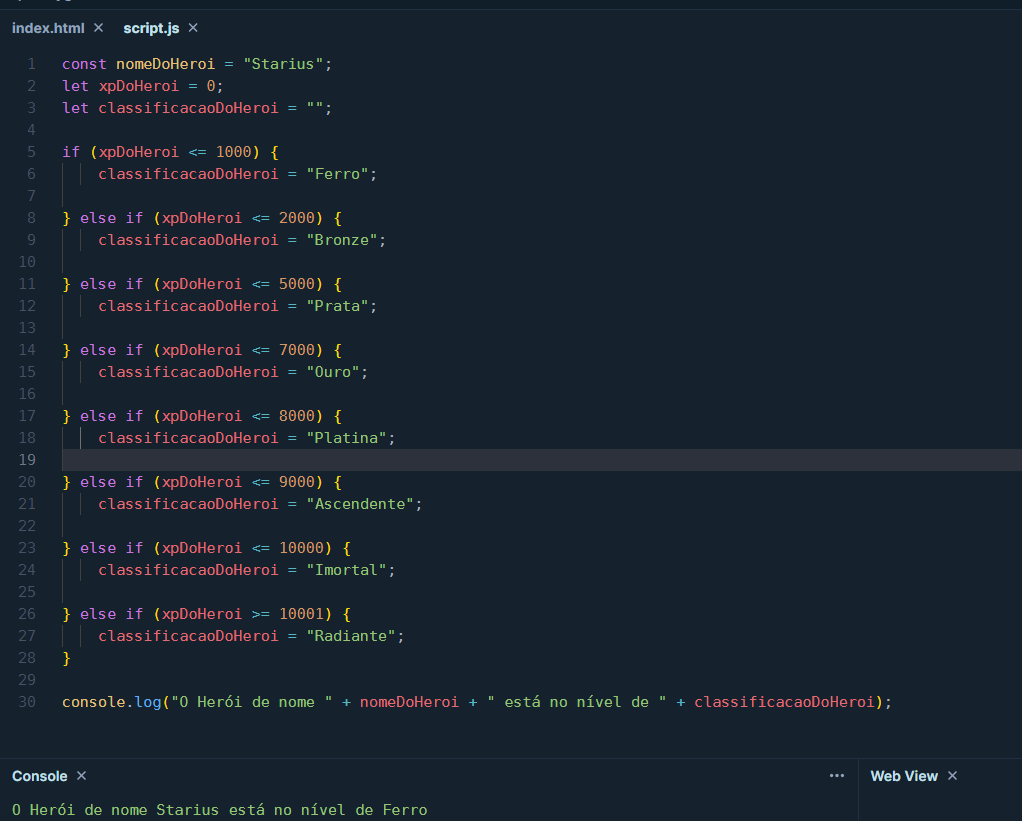 index.html ✕ script.js ✕
1 const nomeDoHeroi = "Starius";
2 let xpDoHeroi = 0;
3 let classificacaoDoHeroi = "";
4
5 if (xpDoHeroi <= 1000) {
6 classificacaoDoHeroi = "Ferro";
7
8 } else if (xpDoHeroi <= 2000) {
9 classificacaoDoHeroi = "Bronze";
10
11 } else if (xpDoHeroi <= 5000) {
12 classificacaoDoHeroi = "Prata";
13
14 } else if (xpDoHeroi <= 7000) {
15 classificacaoDoHeroi = "Ouro";
16
17 } else if (xpDoHeroi <= 8000) {
18 classificacaoDoHeroi = "Platina";
19
20 } else if (xpDoHeroi <= 9000) {
21 classificacaoDoHeroi = "Ascendente";
22
23 } else if (xpDoHeroi <= 10000) {
24 classificacaoDoHeroi = "Imortal";
25
26 } else if (xpDoHeroi >= 10001) {
27 classificacaoDoHeroi = "Radiante";
28 }
29
30 console.log("O Herói de nome " + nomeDoHeroi + " está no nível de " + classificacaoDoHeroi);
Console ✕ ••• Web View ✕
O Herói de nome Starius está no nível de Ferro